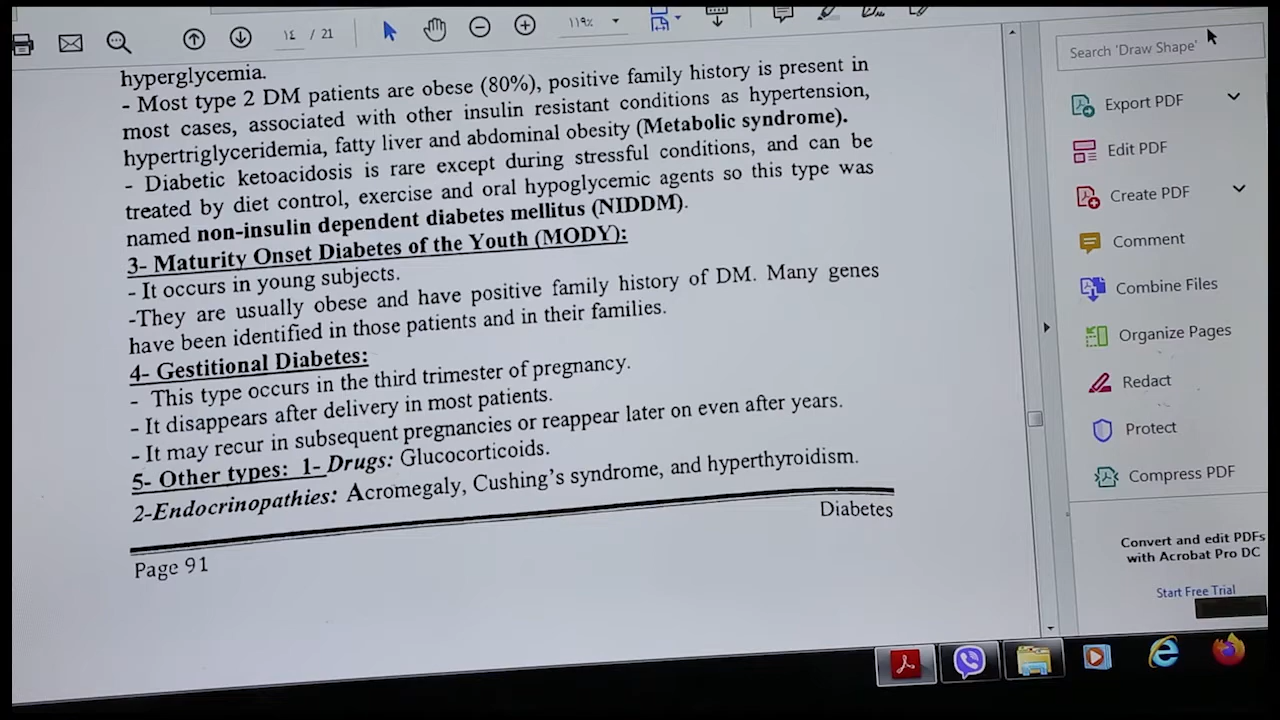 ١٤ / 21
١١٩%
hyperglycemia.
- Most type 2 DM patients are obese (80%), positive family history is present in
most cases, associated with other insulin resistant conditions as hypertension,
hypertriglyceridemia, fatty liver and abdominal obesity (Metabolic syndrome).
- Diabetic ketoacidosis is rare except during stressful conditions, and can be
treated by diet control, exercise and oral hypoglycemic agents so this type was
named non-insulin dependent diabetes mellitus (NIDDM).
3- Maturity Onset Diabetes of the Youth (MODY):
- It occurs in young subjects.
-They are usually obese and have positive family history of DM. Many genes
have been identified in those patients and in their families.
4- Gestitional Diabetes:
- This type occurs in the third trimester of pregnancy.
- It disappears after delivery in most patients.
- It may recur in subsequent pregnancies or reappear later on even after years.
5- Other types: 1- Drugs: Glucocorticoids.
2-Endocrinopathies: Acromegaly, Cushing's syndrome, and hyperthyroidism.
Diabetes
Page 91
Search 'Draw Shape'
Export PDF
Edit PDF
Create PDF
Comment
Combine Files
Organize Pages
Redact
Protect
Compress PDF
Convert and edit PDFs
with Acrobat Pro DC
Start Free Trial